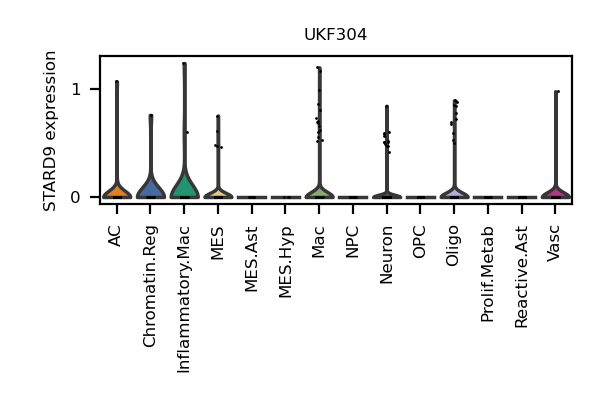 UKF304
STARD9 expression
1
0
AC
Chromatin.Reg
Inflammatory.Mac
MES
MES.Ast
MES.Hyp
Mac
NPC
Neuron
OPC
Oligo
Prolif.Metab
Reactive.Ast
Vasc